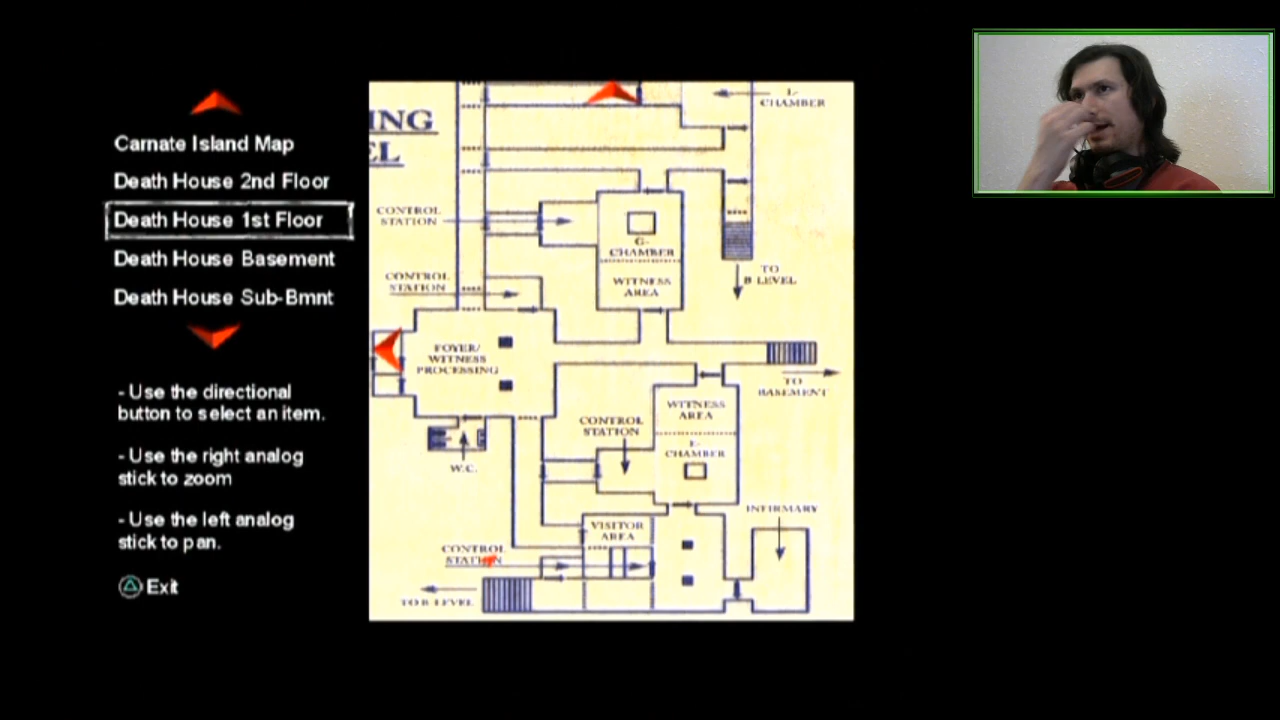 Carnate Island Map
Death House 2nd Floor
Death House 1st Floor
Death House Basement
Death House Sub-Bmnt
- Use the directional
button to select an item.
- Use the right analog
stick to zoom
- Use the left analog
stick to pan.
Exit
ING
EL
L-
CHAMBER
CONTROL
STATION
G-
CHAMBER
WITNESS
AREA
TO
B LEVEL
CONTROL
STATION
FOYER/
WITNESS
PROCESSING
TO
BASEMENT
WITNESS
AREA
CONTROL
STATION
E-
CHAMBER
W.C.
INFIRMARY
VISITOR
AREA
CONTROL
STATION
TO B LEVEL